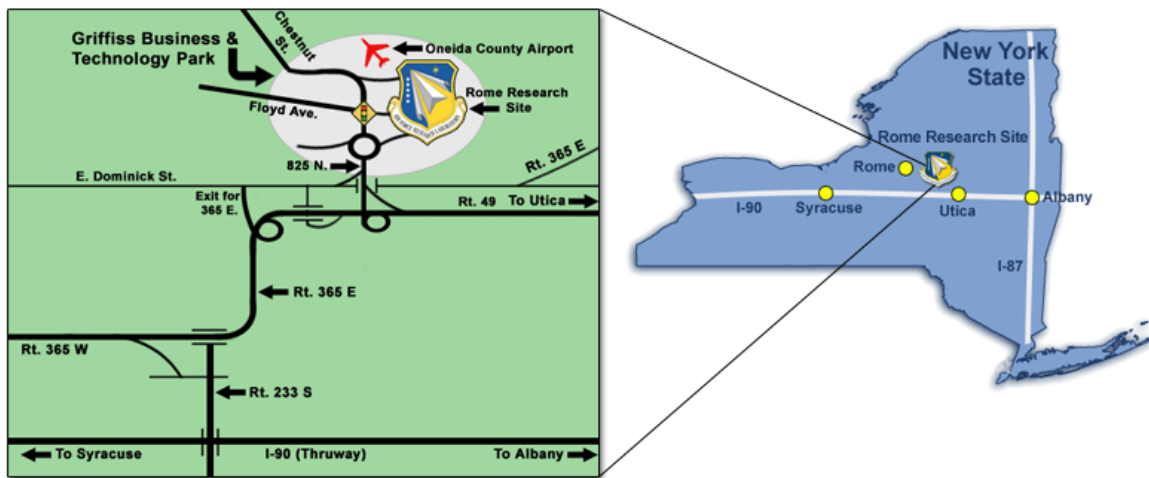 Chestnut
St.
Griffiss Business &
Technology Park
Oneida County Airport
Rome Research
Site
Floyd Ave.
825 N.
Rt. 365 E
E. Dominick St.
Exit for
365 E.
Rt. 49
To Utica
Rt. 365 E
Rt. 365 W
Rt. 233 S
To Syracuse
I-90 (Thruway)
To Albany
New York
State
Rome Research Site
Rome
I-90
Syracuse
Utica
Albany
I-87